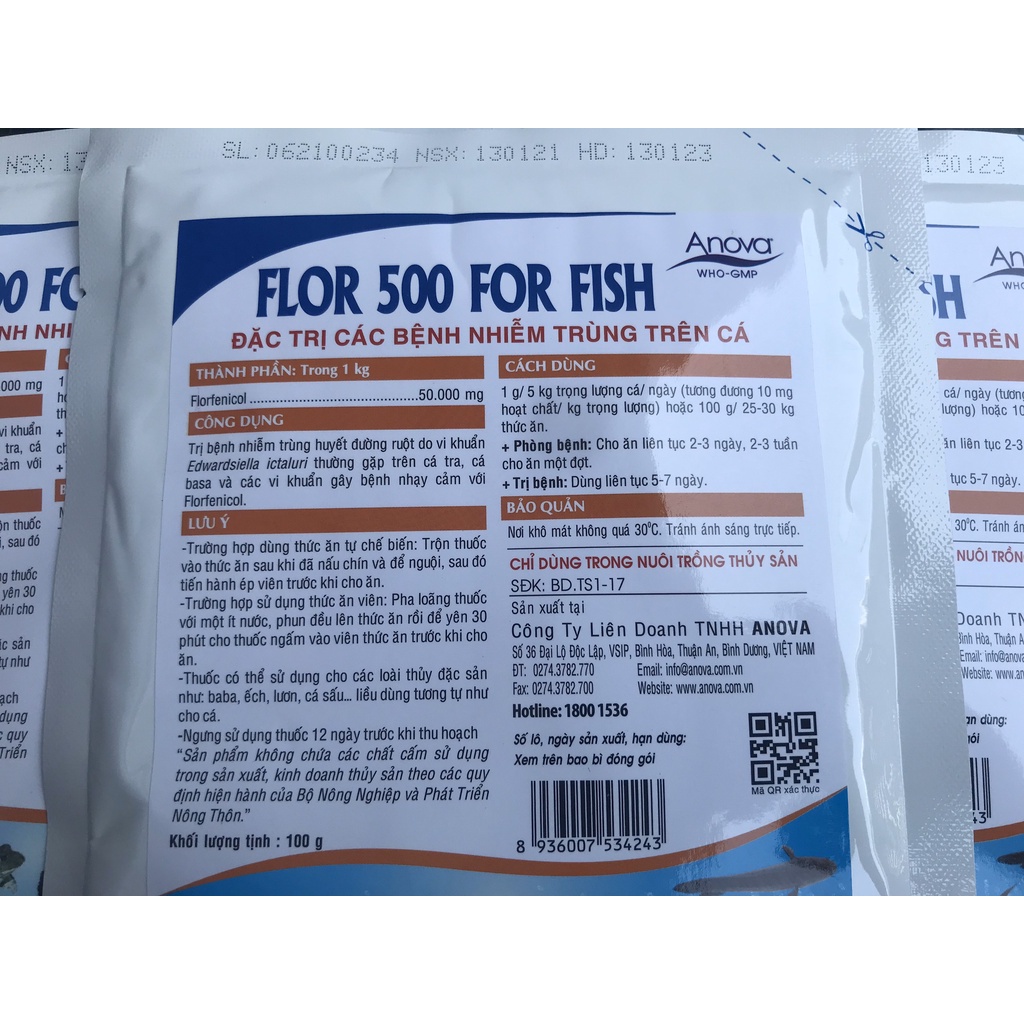 SL: 062100234 NSX: 130121 HD: 130123
Anova
WHO-GMP
FLOR 500 FOR FISH
ĐẶC TRỊ CÁC BỆNH NHIỄM TRÙNG TRÊN CÁ
THÀNH PHẦN: Trong 1 kg
Florfenicol ..........................................50.000 mg
CÔNG DỤNG
Trị bệnh nhiễm trùng huyết đường ruột do vi khuẩn
Edwardsiella ictaluri thường gặp trên cá tra, cá
basa và các vi khuẩn gây bệnh nhạy cảm với
Florfenicol.
LƯU Ý
-Trường hợp dùng thức ăn tự chế biến: Trộn thuốc
vào thức ăn sau khi đã nấu chín và để nguội, sau đó
tiến hành ép viên trước khi cho ăn.
-Trường hợp sử dụng thức ăn viên: Pha loãng thuốc
với một ít nước, phun đều lên thức ăn rồi để yên 30
phút cho thuốc ngấm vào viên thức ăn trước khi cho
ăn.
-Thuốc có thể sử dụng cho các loài thủy đặc sản
như: baba, ếch, lươn, cá sấu... liều dùng tương tự như
cho cá.
-Ngưng sử dụng thuốc 12 ngày trước khi thu hoạch
“Sản phẩm không chứa các chất cấm sử dụng
trong sản xuất, kinh doanh thủy sản theo các quy
định hiện hành của Bộ Nông Nghiệp và Phát Triển
Nông Thôn.”
Khối lượng tịnh : 100 g
CÁCH DÙNG
1 g/ 5 kg trọng lượng cá/ ngày (tương đương 10 mg
hoạt chất/ kg trọng lượng) hoặc 100 g/ 25-30 kg
thức ăn.
+ Phòng bệnh: Cho ăn liên tục 2-3 ngày, 2-3 tuần
cho ăn một đợt.
+ Trị bệnh: Dùng liên tục 5-7 ngày.
BẢO QUẢN
Nơi khô mát không quá 30⁰C. Tránh ánh sáng trực tiếp.
CHỈ DÙNG TRONG NUÔI TRỒNG THỦY SẢN
SĐK: BD.TS1-17
Sản xuất tại
Công Ty Liên Doanh TNHH ANOVA
Số 36 Đại Lộ Độc Lập, VSIP, Bình Hòa, Thuận An, Bình Dương, VIỆT NAM
ĐT: 0274.3782.770 Email: info@anova.com.vn
Fax: 0274.3782.700 Website: www.anova.com.vn
Hotline: 1800 1536
Số lô, ngày sản xuất, hạn dùng:
Xem trên bao bì đóng gói
Mã QR xác thực
8 936007 534243